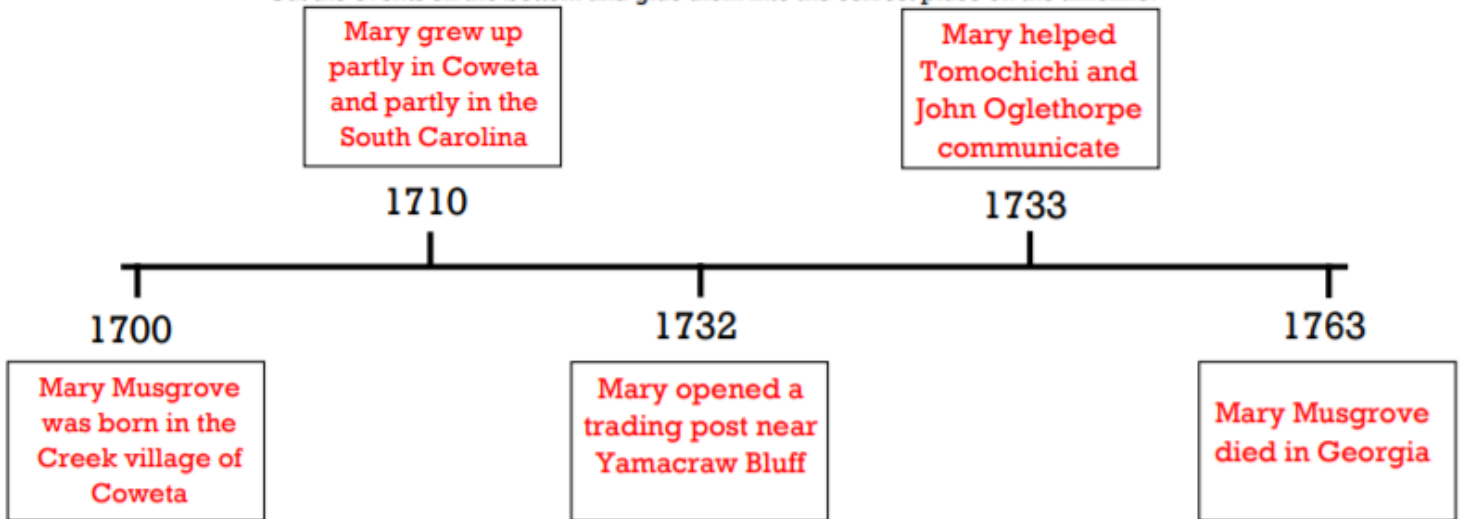 Mary grew up
partly in Coweta
and partly in the
South Carolina
Mary helped
Tomochichi and
John Oglethorpe
communicate
1710
1733
1700
1732
1763
Mary Musgrove
was born in the
Creek village of
Coweta
Mary opened a
trading post near
Yamacraw Bluff
Mary Musgrove
died in Georgia